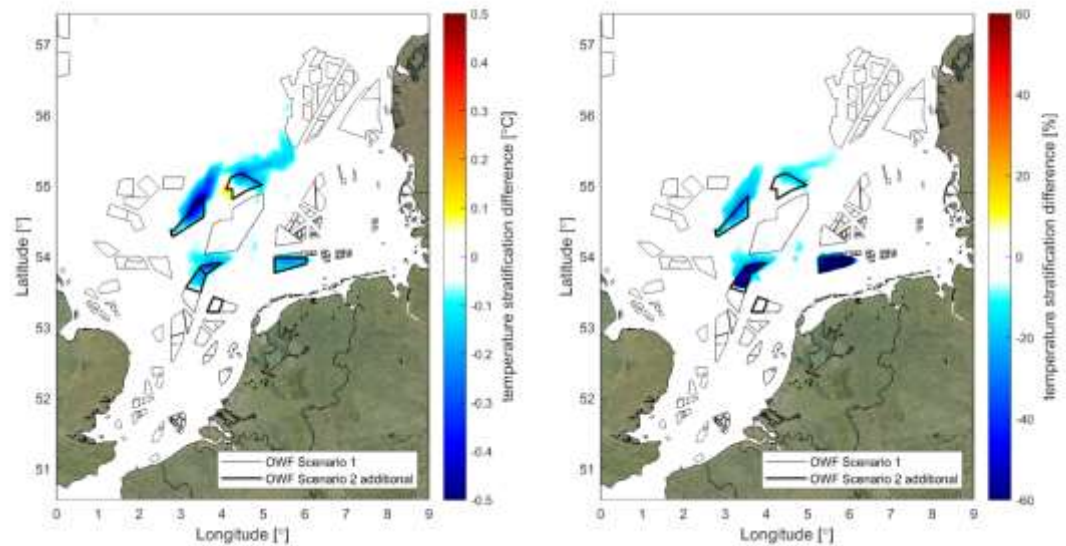 57
56
55
54
53
52
51
0 1 2 3 4 5 6 7 8 9
Latitude [°]
Longitude [°]
OWF Scenario 1
OWF Scenario 2 additional
0.5
0.4
0.3
0.2
0.1
0
-0.1
-0.2
-0.3
-0.4
-0.5
temperature stratification difference [°C]
57
56
55
54
53
52
51
0 1 2 3 4 5 6 7 8 9
Latitude [°]
Longitude [°]
OWF Scenario 1
OWF Scenario 2 additional
60
40
20
0
-20
-40
-60
temperature stratification difference [%]